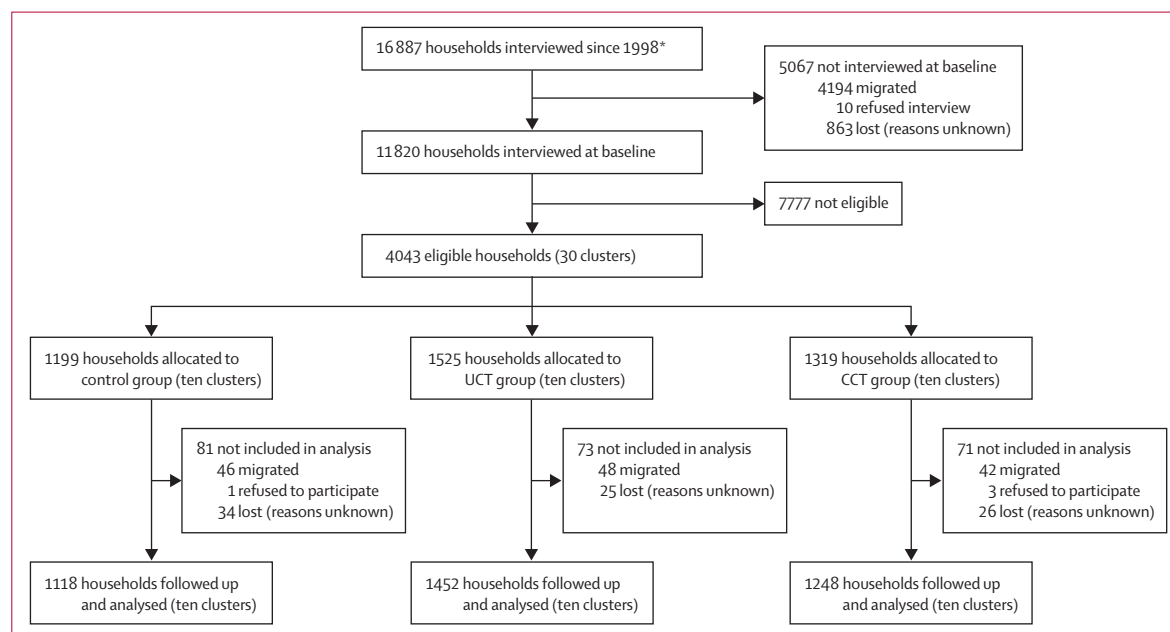 16 887 households interviewed since 1998*
5067 not interviewed at baseline
4194 migrated
10 refused interview
863 lost (reasons unknown)
11 820 households interviewed at baseline
7777 not eligible
4043 eligible households (30 clusters)
1199 households allocated to
control group (ten clusters)
1525 households allocated to
UCT group (ten clusters)
1319 households allocated to
CCT group (ten clusters)
81 not included in analysis
46 migrated
1 refused to participate
34 lost (reasons unknown)
73 not included in analysis
48 migrated
25 lost (reasons unknown)
71 not included in analysis
42 migrated
3 refused to participate
26 lost (reasons unknown)
1118 households followed up
and analysed (ten clusters)
1452 households followed up
and analysed (ten clusters)
1248 households followed up
and analysed (ten clusters)